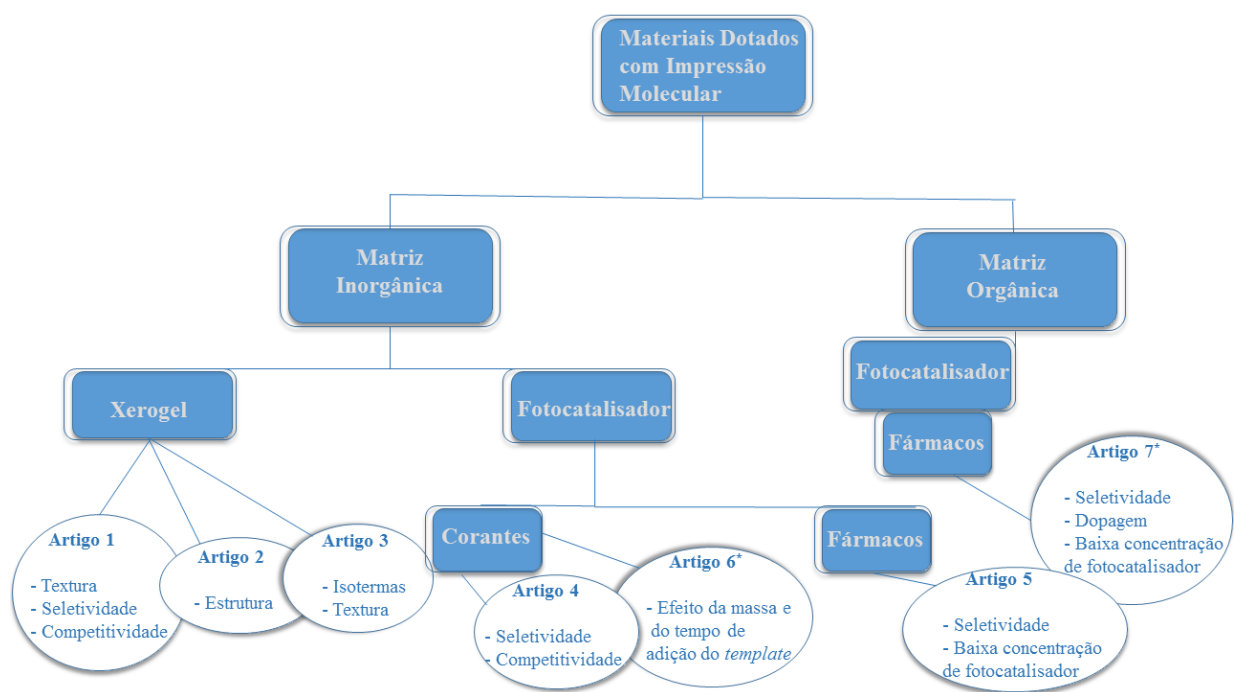 Materiais Dotados
com Impressão
Molecular
Matriz
Inorgânica
Matriz
Orgânica
Xerogel
Fotocatalisador
Fotocatalisador
Fármacos
Corantes
Fármacos
Artigo 1
- Textura
- Seletividade
- Competitividade
Artigo 2
- Estrutura
Artigo 3
- Isotermas
- Textura
Artigo 4
- Seletividade
- Competitividade
Artigo 6*
- Efeito da massa e
do tempo de
adição do template
Artigo 5
- Seletividade
- Baixa concentração
de fotocatalisador
Artigo 7*
- Seletividade
- Dopagem
- Baixa concentração
de fotocatalisador